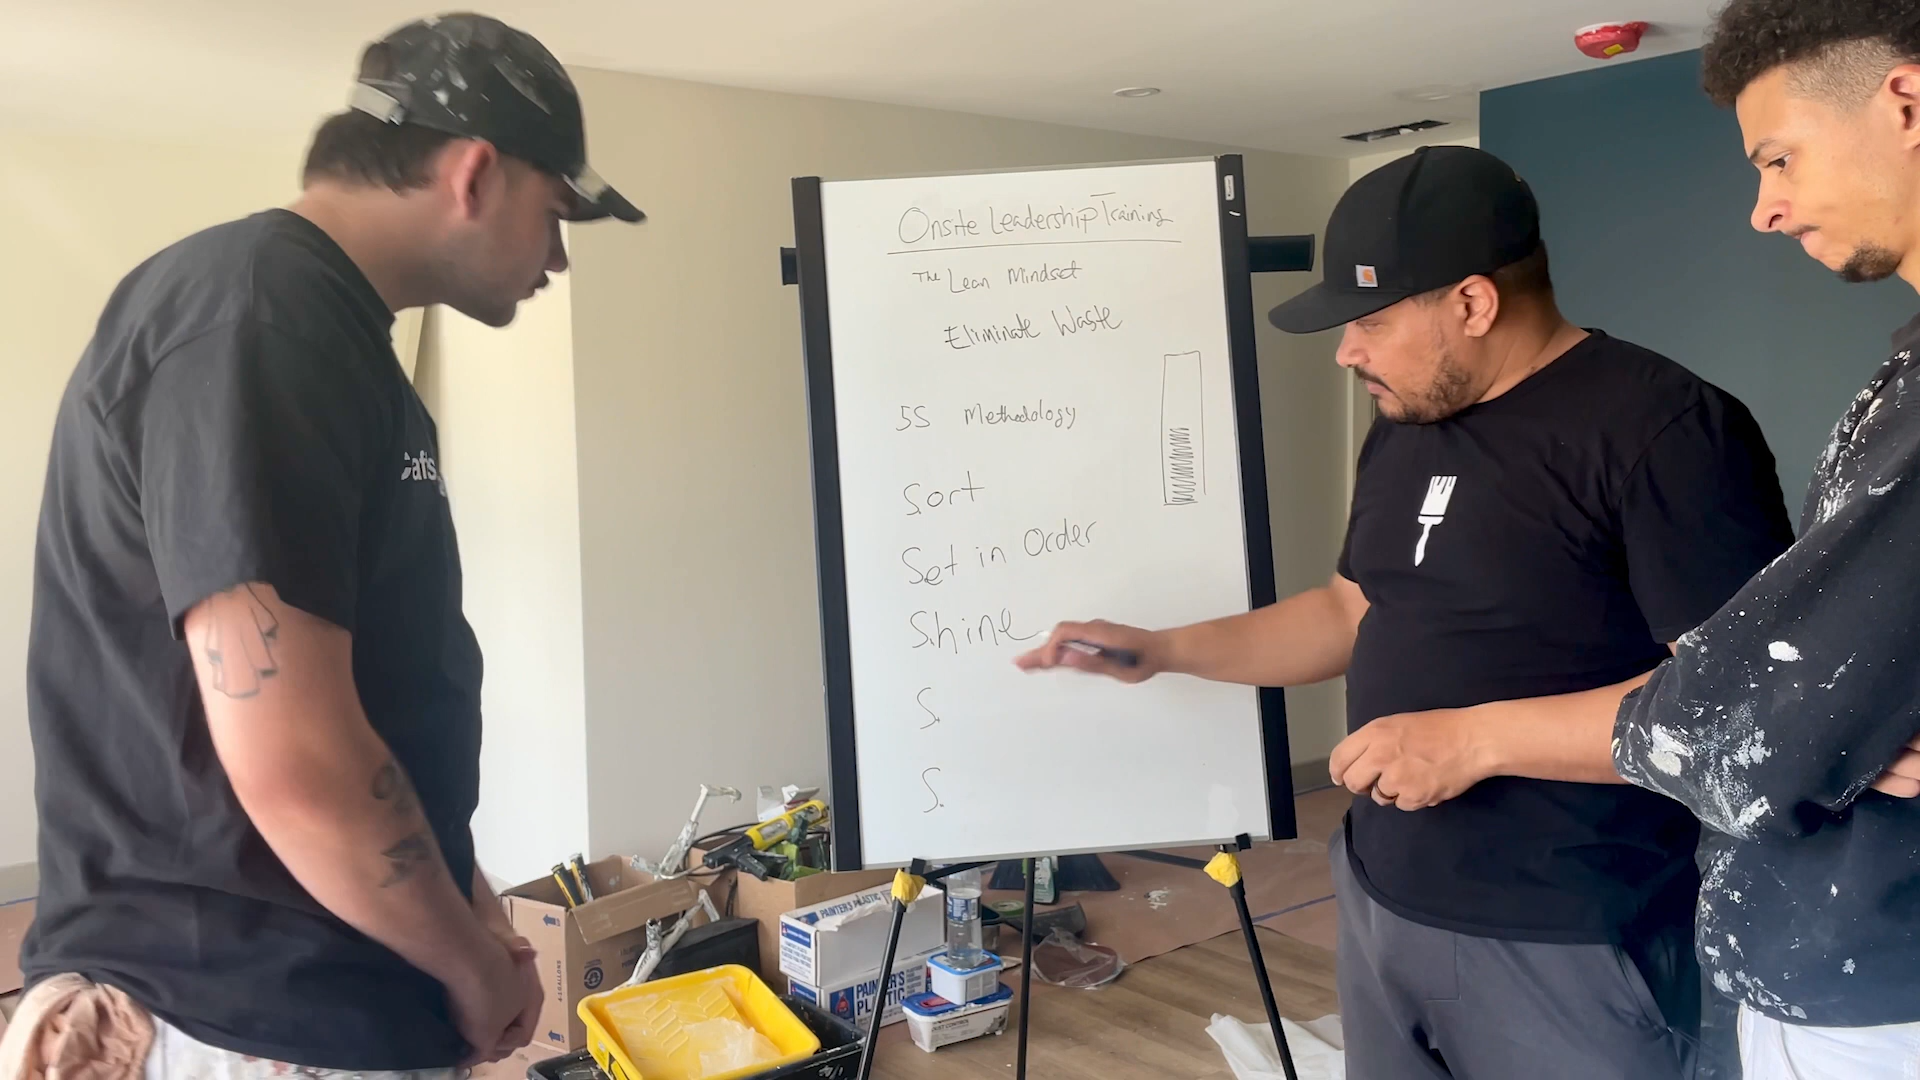 Onsite Leadership Training
The Lean Mindset
Eliminate Waste
5S Methodology
Sort
Set in Order
Shine
S.
S.
PAINTER'S PLASTIC
PAINTER'S
PLASTIC